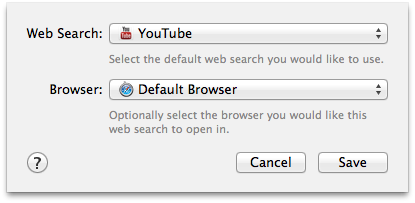 Web Search: YouTube
Select the default web search you would like to use.
Browser: Default Browser
Optionally select the browser you would like this
web search to open in.
? Cancel Save